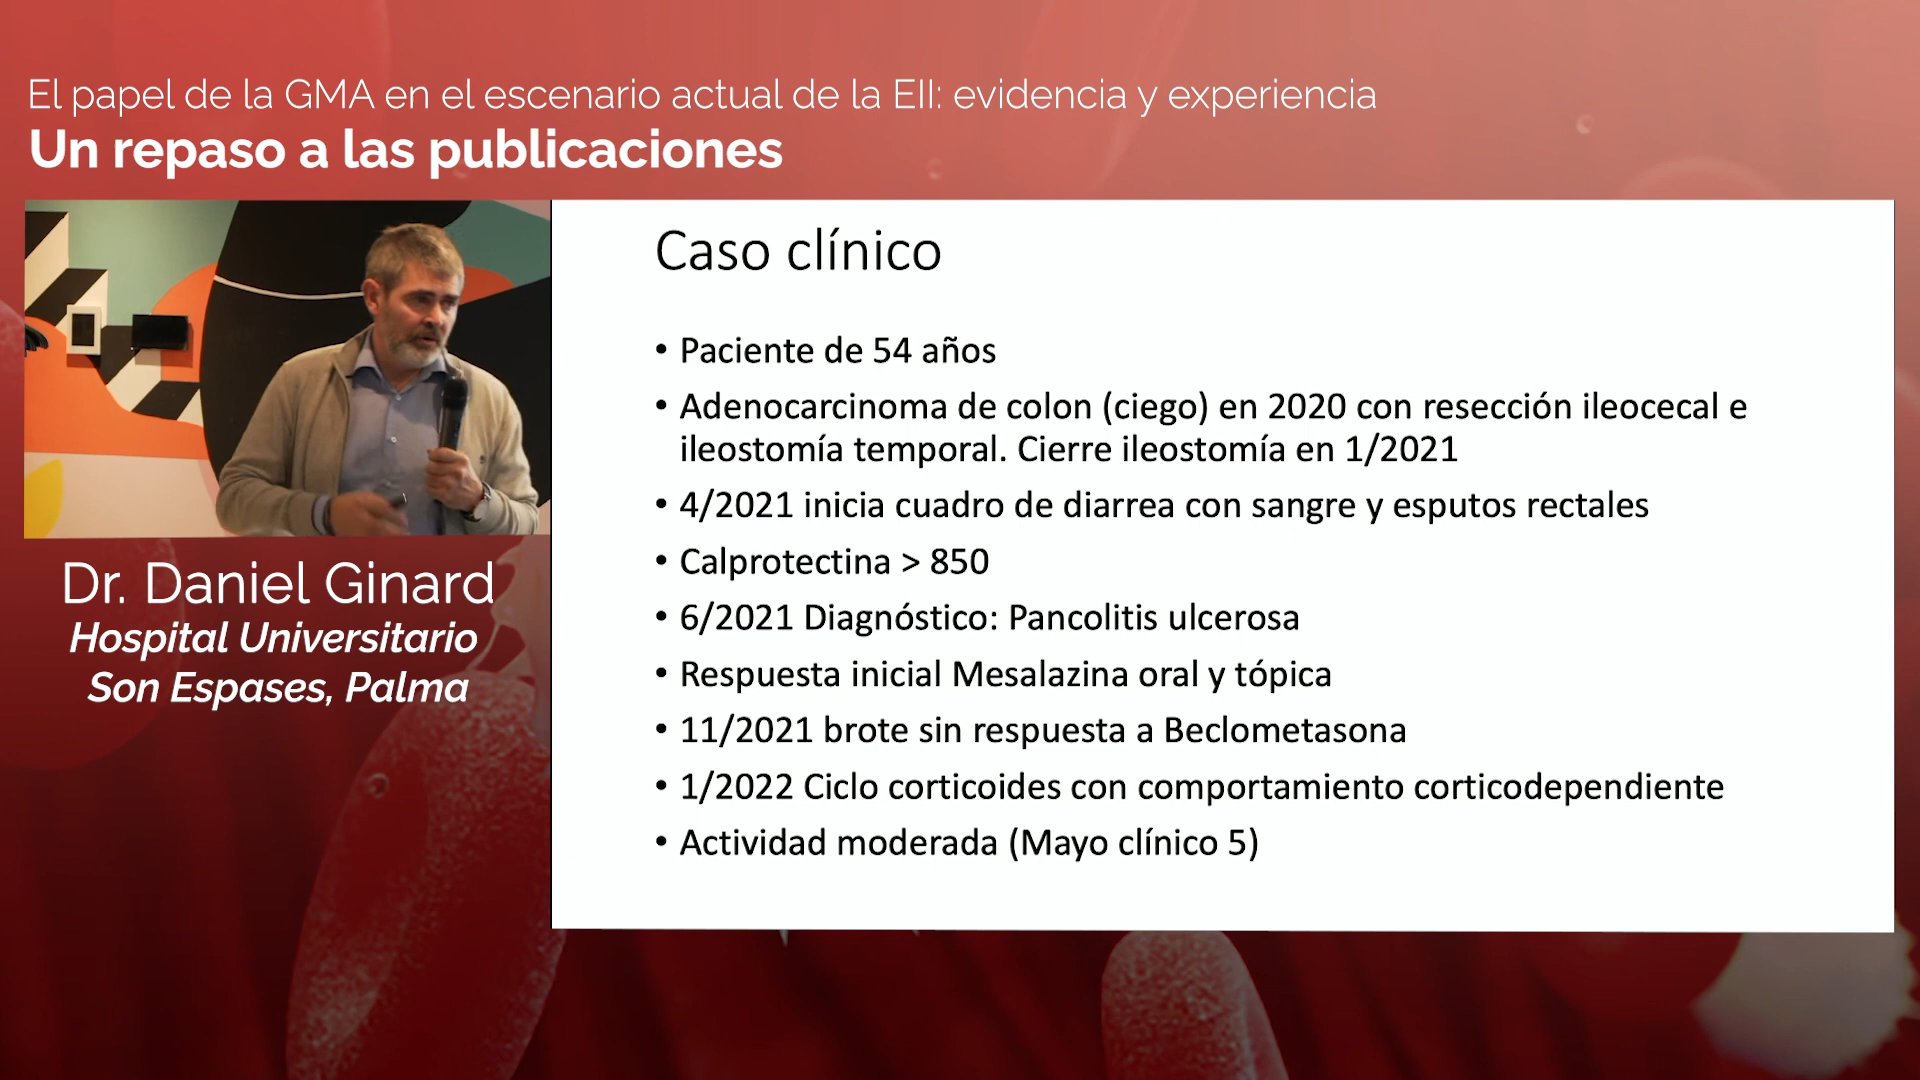 El papel de la GMA en el escenario actual de la EII: evidencia y experiencia
Un repaso a las publicaciones
Caso clínico
• Paciente de 54 años
• Adenocarcinoma de colon (ciego) en 2020 con resección ileocecal e
ileostomía temporal. Cierre ileostomía en 1/2021
• 4/2021 inicia cuadro de diarrea con sangre y esputos rectales
• Calprotectina > 850
• 6/2021 Diagnóstico: Pancolitis ulcerosa
• Respuesta inicial Mesalazina oral y tópica
• 11/2021 brote sin respuesta a Beclometasona
• 1/2022 Ciclo corticoides con comportamiento corticodependiente
• Actividad moderada (Mayo clínico 5)
Dr. Daniel Ginard
Hospital Universitario
Son Espases, Palma